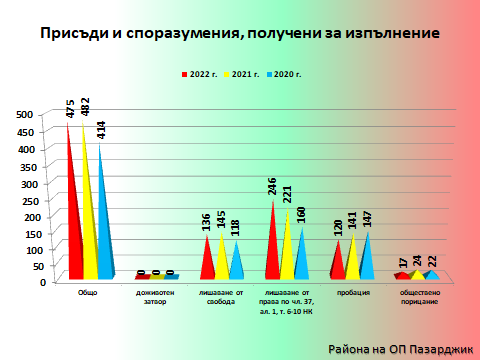 Присъди и споразумения, получени за изпълнение
2022 г. 2021 г. 2020 г.
500
450
400
350
300
250
200
150
100
50
0
475 482 414
0 0 0
136 145 118
246 221 160
120 141 147
17 24 22
Общо
доживотен
затвор
лишаване от
свобода
лишаване от
права по чл. 37,
ал. 1, т. 6-10 НК
пробация
обществено
порицание
Района на ОП Пазарджик